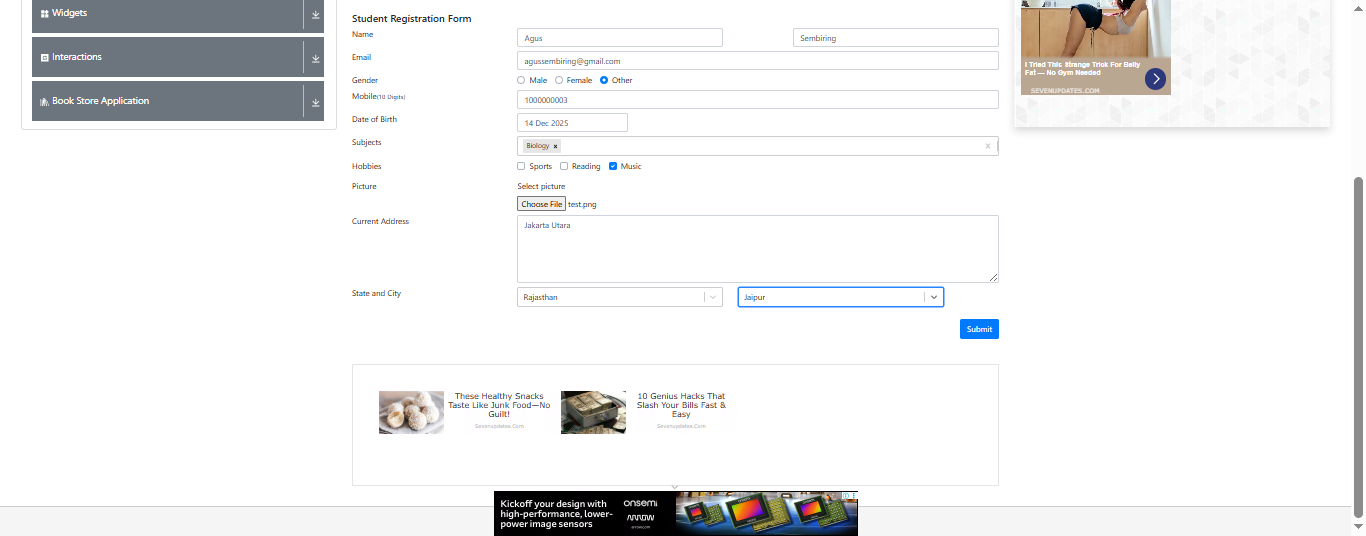 Widgets
Interactions
Book Store Application
Student Registration Form
Name
Agus
Sembiring
Email
agussembiring@gmail.com
Gender
Male
Female
Other
Mobile(10 Digits)
1000000003
Date of Birth
14 Dec 2025
Subjects
Biology
Hobbies
Sports
Reading
Music
Picture
Select picture
Choose File test.png
Current Address
Jakarta Utara
State and City
Rajasthan
Jaipur
Submit
These Healthy Snacks
Taste Like Junk Food—No
Guilt!
Sevenupdates.Com
10 Genius Hacks That
Slash Your Bills Fast &
Easy
Sevenupdates.Com
I Tried This Strange Trick For Belly
Fat — No Gym Needed
SEVENUPDATES.COM
Kickoff your design with
high-performance, lower-
power image sensors
onsemi
ARROW